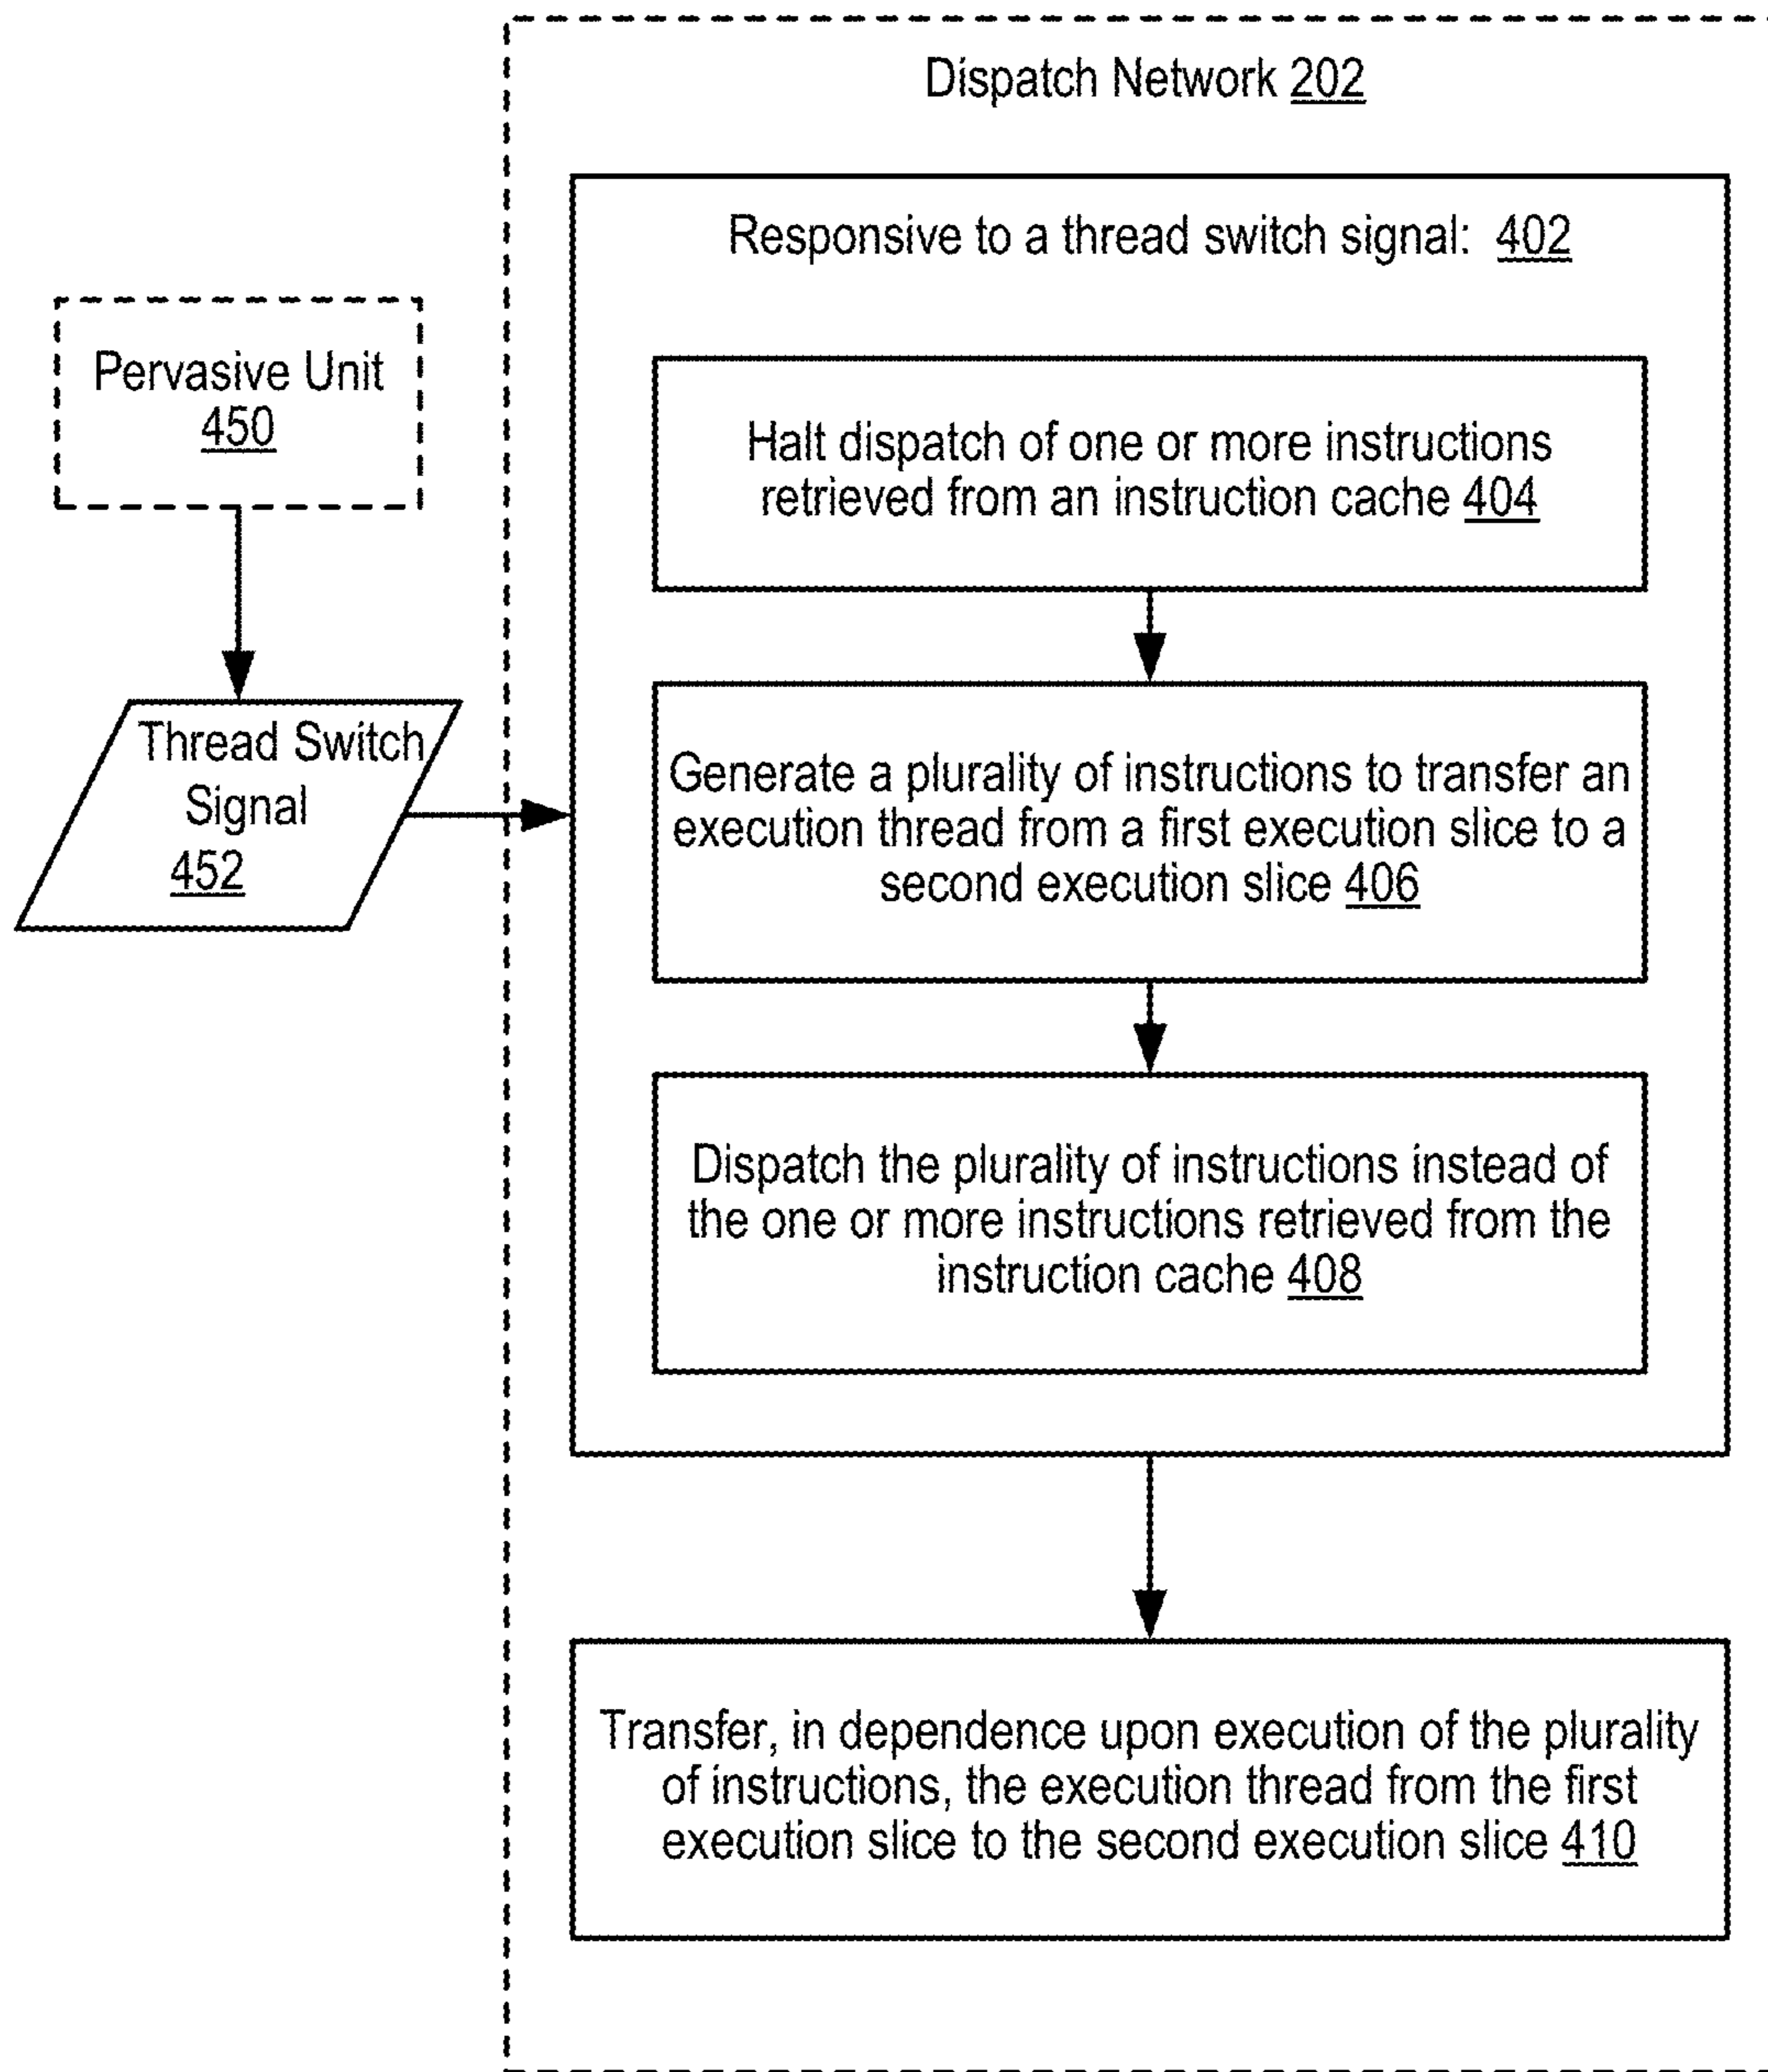 Dispatch Network 202
Responsive to a thread switch signal: 402
Pervasive Unit
450
Thread Switch
Signal
452
Halt dispatch of one or more instructions
retrieved from an instruction cache 404
Generate a plurality of instructions to transfer an
execution thread from a first execution slice to a
second execution slice 406
Dispatch the plurality of instructions instead of
the one or more instructions retrieved from the
instruction cache 408
Transfer, in dependence upon execution of the plurality
of instructions, the execution thread from the first
execution slice to the second execution slice 410